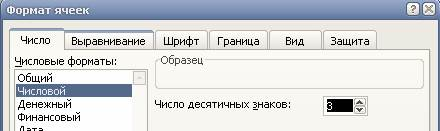 Формат ячеек
Число Выравнивание Шрифт Граница Вид Защита
Числовые форматы:
Образец
Общий
Числовой
Денежный
Финансовый
Дата
Число десятичных знаков: 3